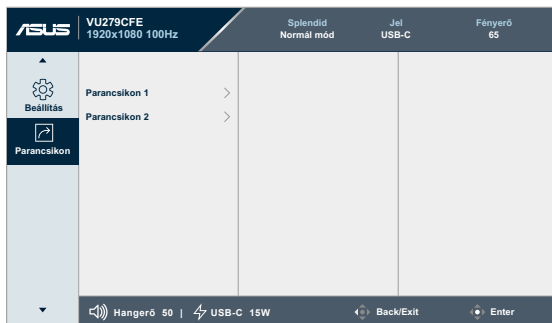 ASUS
VU279CFE
1920x1080 100Hz
Splendid
Normál mód
Jel
USB-C
Fényerő
65
Beállítás
Parancsikon
Parancsikon 1
Parancsikon 2
Hangerő 50 | USB-C 15W
Back/Exit
Enter